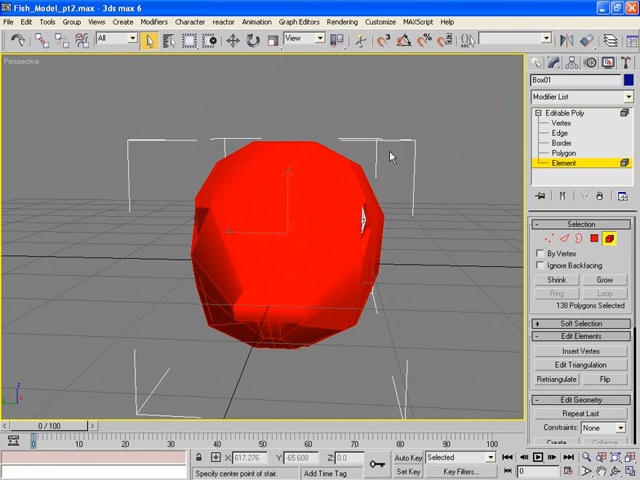 Fish_Model_pt2.max - 3ds max 6
File Edit Tools Group Views Create Modifiers Character reactor Animation Graph Editors Rendering Customize MAXScript Help
All View
Perspective
Box01
Modifier List
Editable Poly
Vertex
Edge
Border
Polygon
Element
Selection
By Vertex
Ignore Backfacing
Shrink Grow
Ring Loop
138 Polygons Selected
+ Soft Selection
- Edit Elements
Insert Vertex
Edit Triangulation
Retriangulate Flip
- Edit Geometry
Repeat Last
Constraints: None
Create Collapse
0 / 100
0 10 20 30 40 50 60 70 80 90 100
X: 617.276 Y: -65.608 Z: 0.0
Auto Key Selected
Specify center point of stair. Add Time Tag
Set Key Key Filters... 0